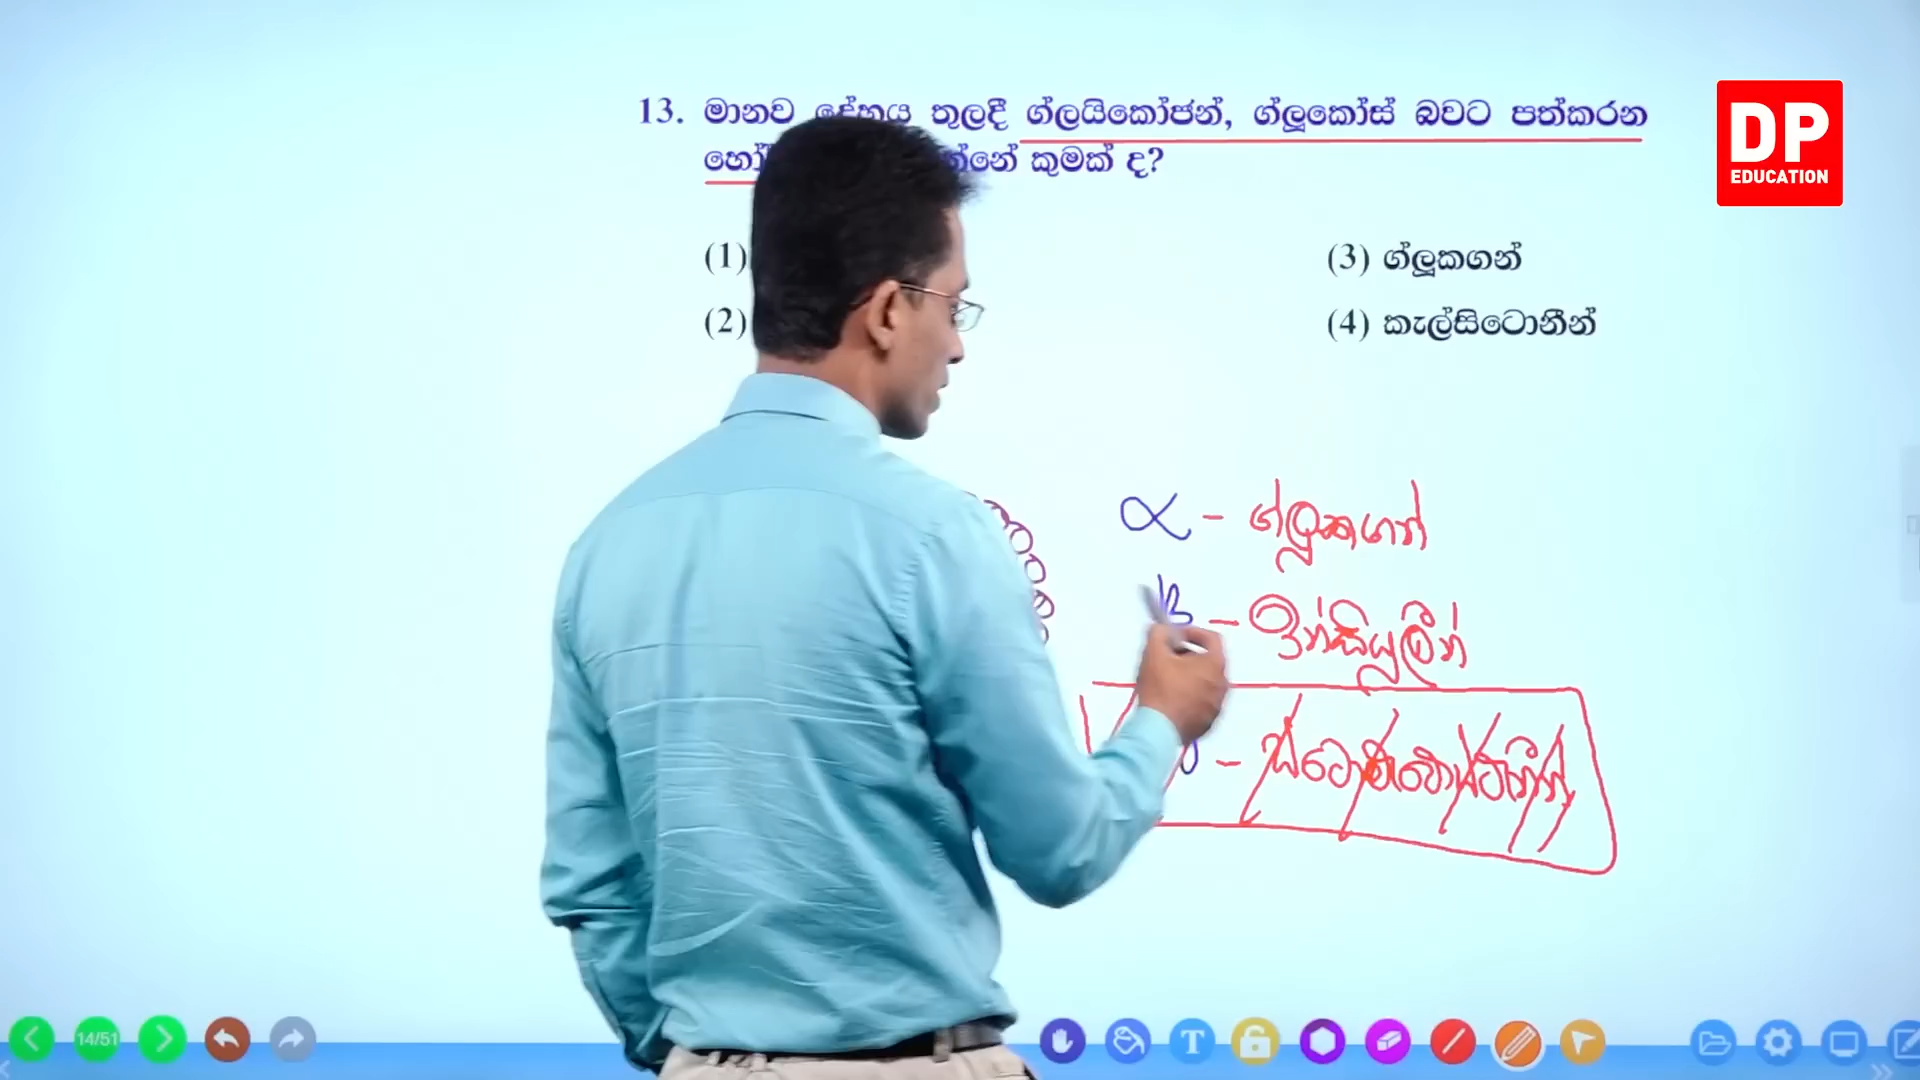 13. මානව දේහය තුලදී ග්ලයිකෝජන්, ග්ලූකෝස් බවට පත්කරන
කුමක් ද?
(1)
(3) ග්ලූකගන්
(2)
(4) කැල්සිටොනීන්
DP
EDUCATION
α - ග්ලූකගන්
- ඉන්සියුලීන්
14/51